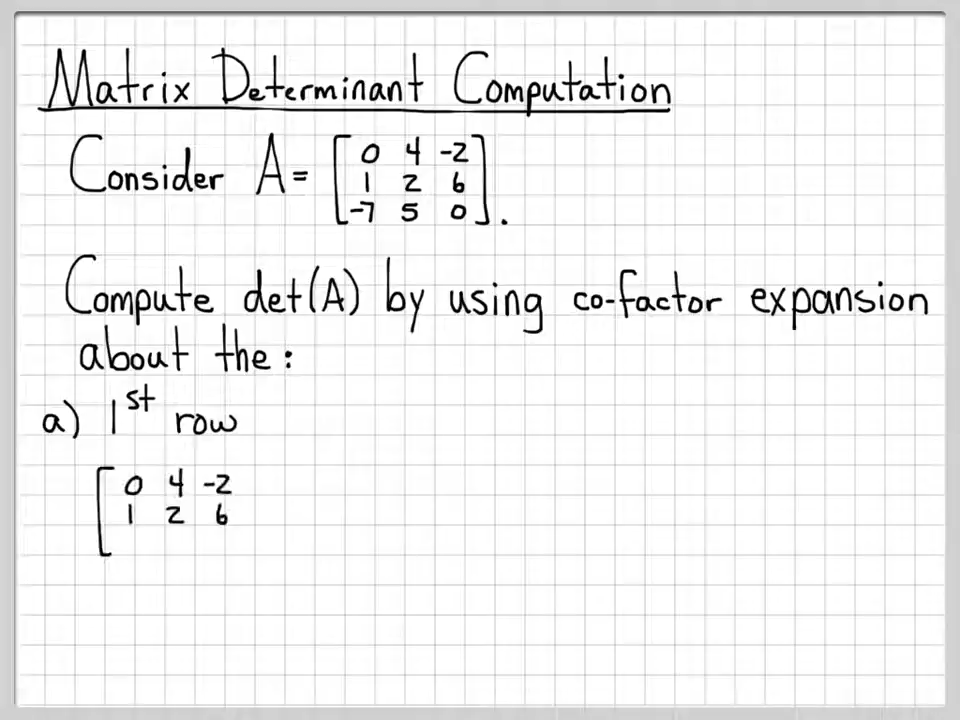 Matrix Determinant Computation
Consider A = [ 0 4 -2
1 2 6
-7 5 0 ].
Compute det(A) by using co-factor expansion
about the:
a) 1st row
[ 0 4 -2
1 2 6